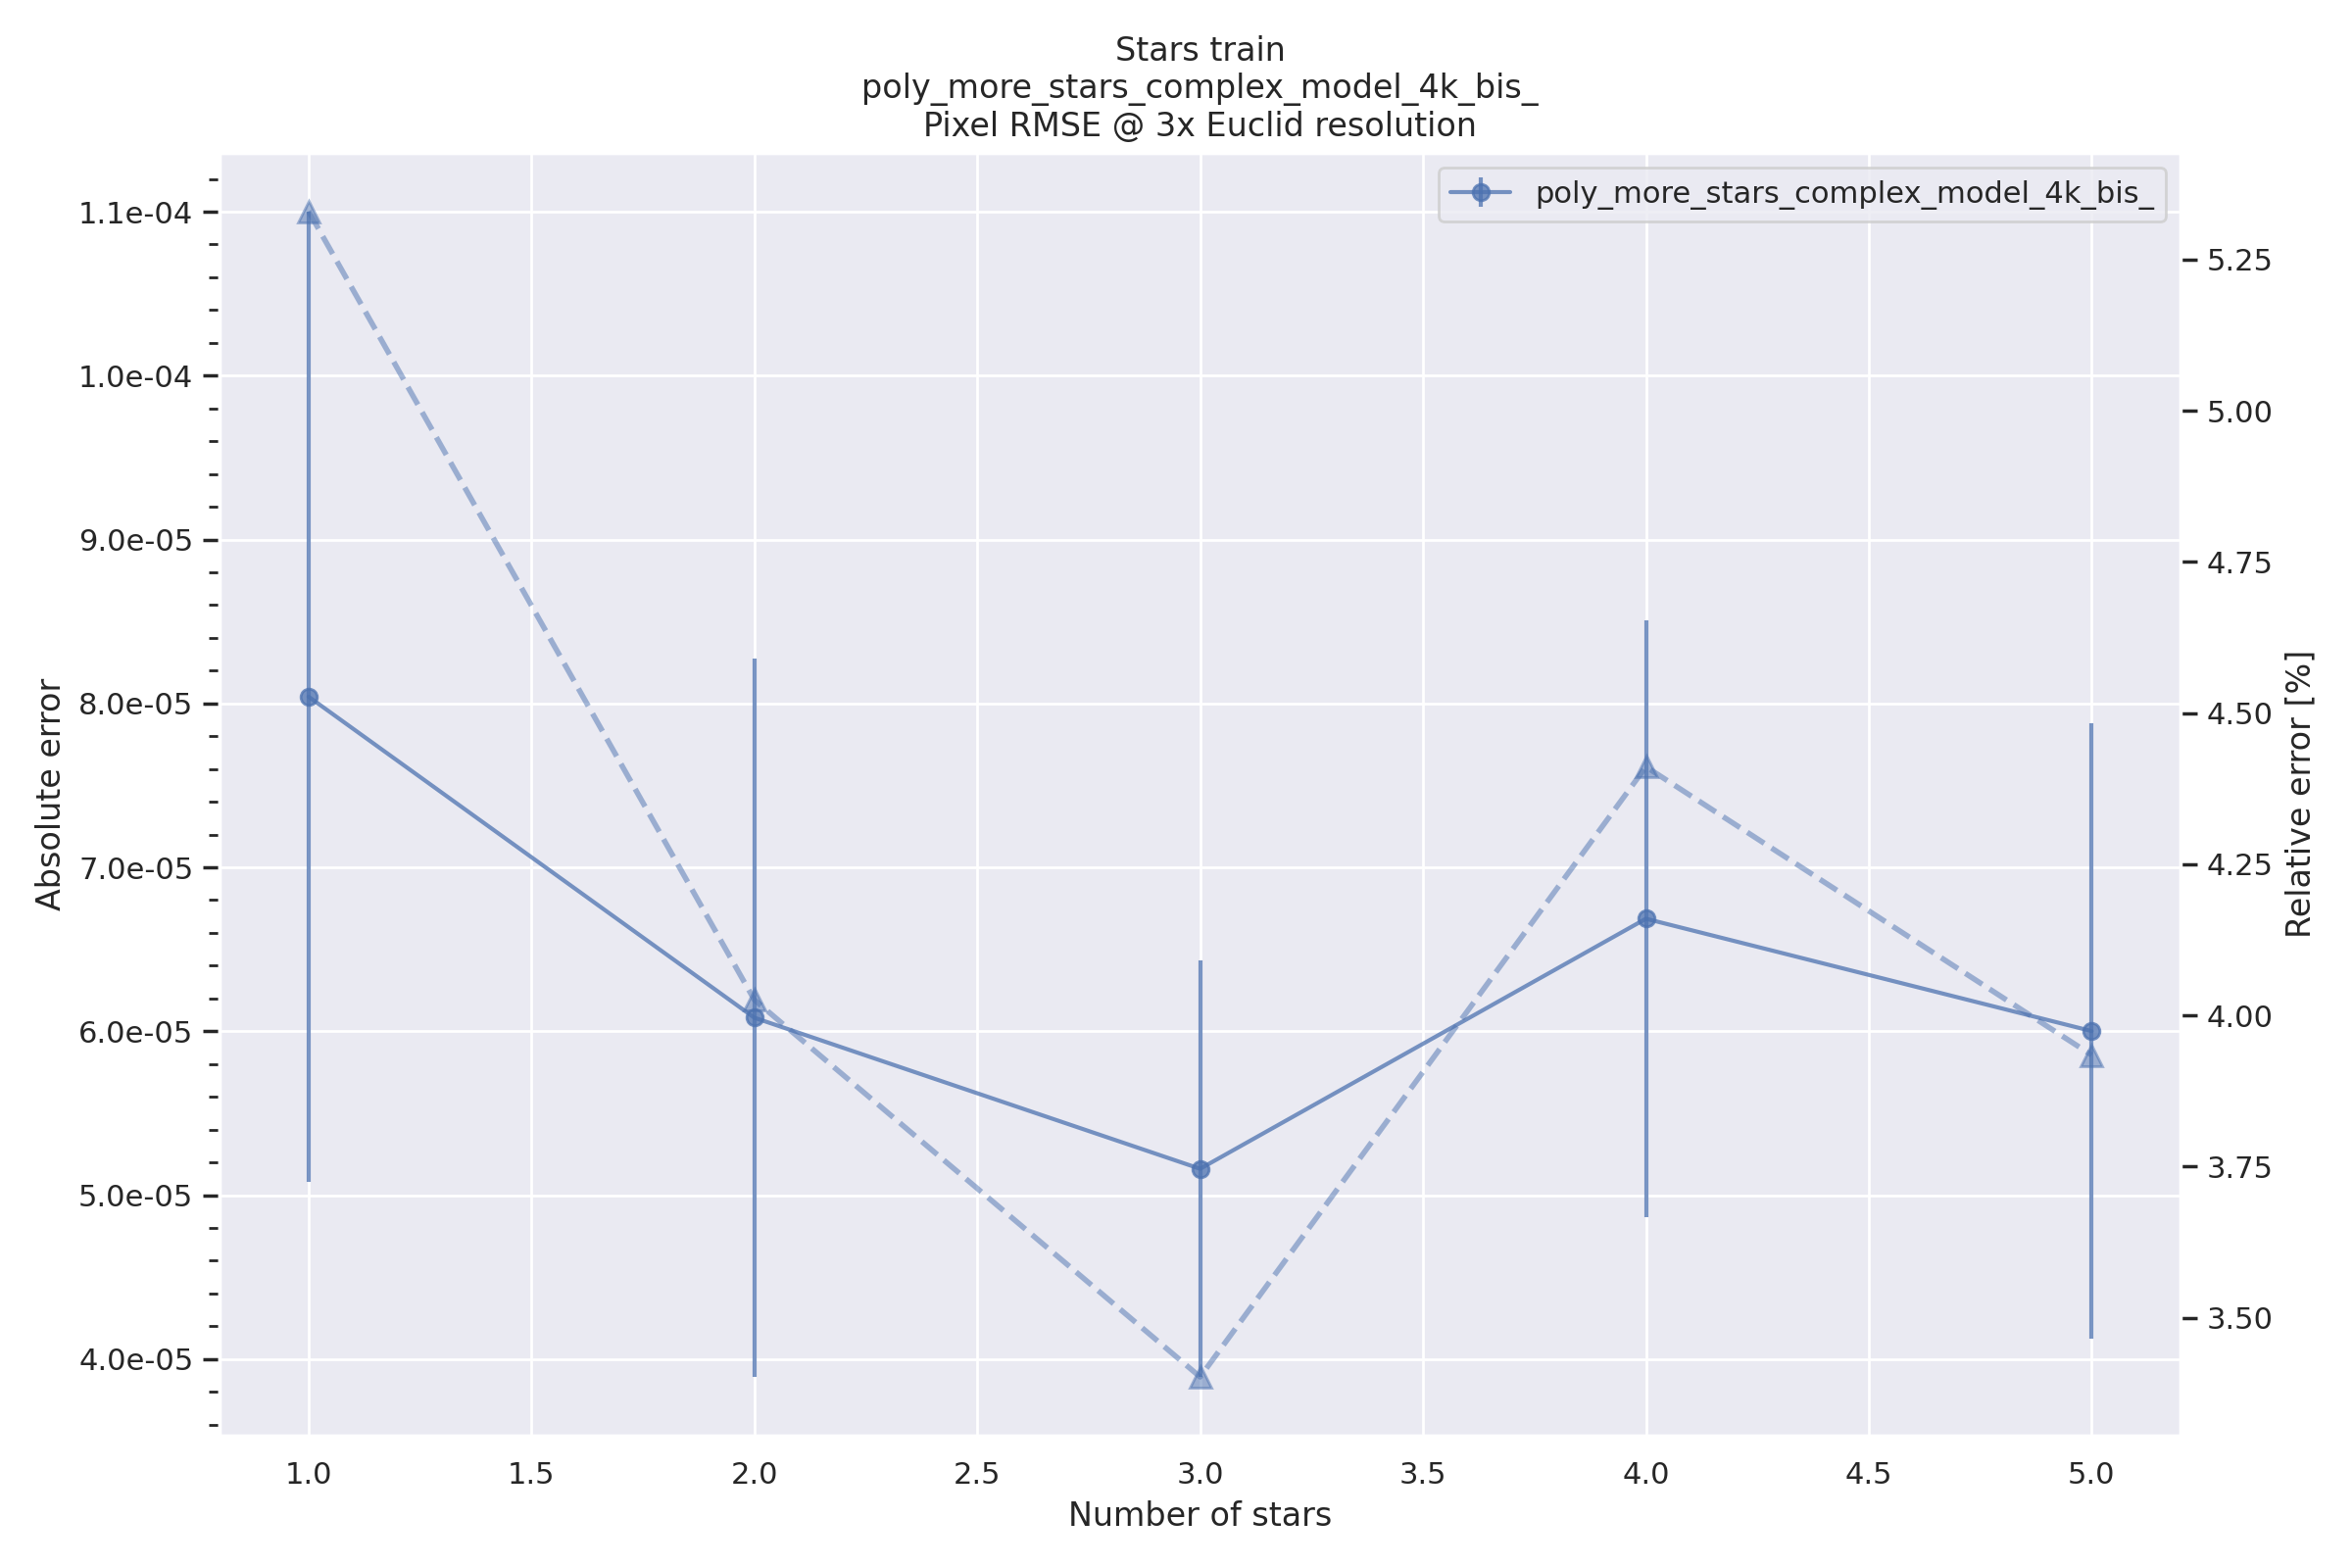 Stars train
poly_more_stars_complex_model_4k_bis_
Pixel RMSE @ 3x Euclid resolution
poly_more_stars_complex_model_4k_bis_
Absolute error
1.1e-04
1.0e-04
9.0e-05
8.0e-05
7.0e-05
6.0e-05
5.0e-05
4.0e-05
5.25
5.00
4.75
4.50
4.25
4.00
3.75
3.50
Relative error [%]
1.0 1.5 2.0 2.5 3.0 3.5 4.0 4.5 5.0
Number of stars